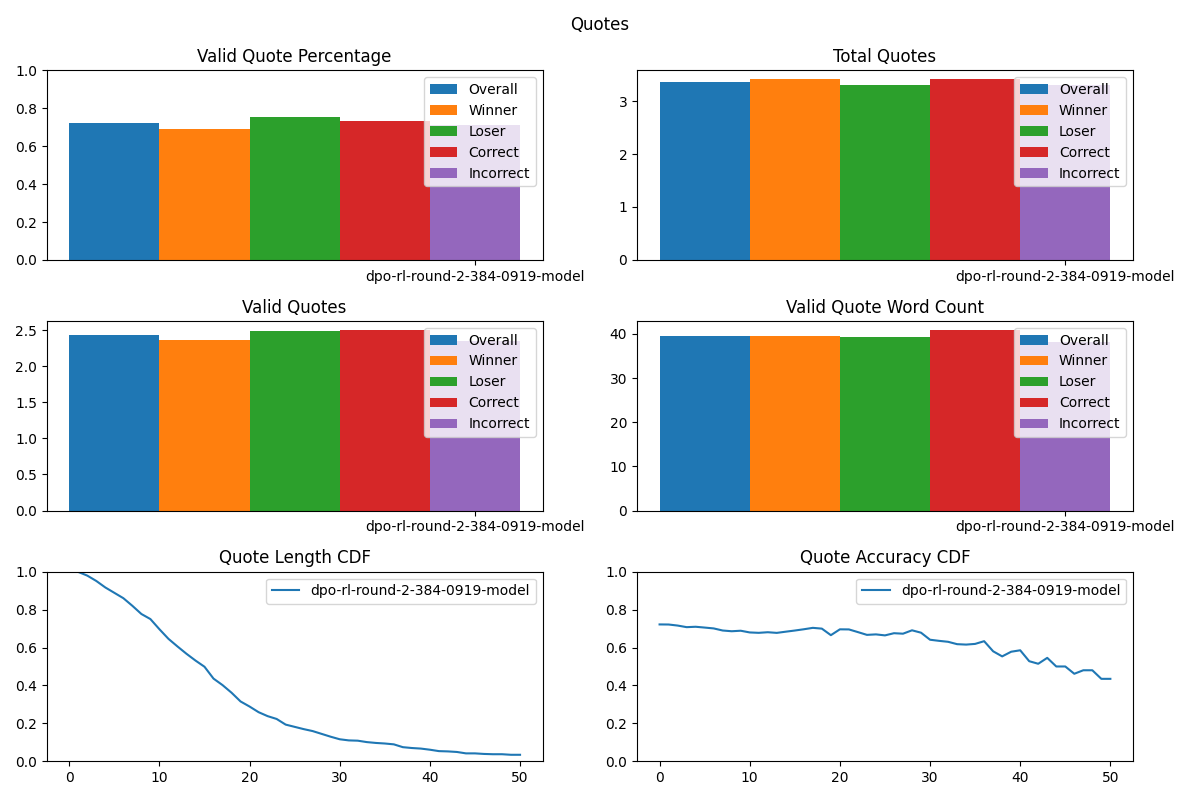 Quotes
Valid Quote Percentage
1.0
0.8
0.6
0.4
0.2
0.0
Overall
Winner
Loser
Correct
Incorrect
dpo-rl-round-2-384-0919-model
Total Quotes
3
2
1
0
Overall
Winner
Loser
Correct
Incorrect
dpo-rl-round-2-384-0919-model
Valid Quotes
2.5
2.0
1.5
1.0
0.5
0.0
Overall
Winner
Loser
Correct
Incorrect
dpo-rl-round-2-384-0919-model
Valid Quote Word Count
40
30
20
10
0
Overall
Winner
Loser
Correct
Incorrect
dpo-rl-round-2-384-0919-model
Quote Length CDF
1.0
0.8
0.6
0.4
0.2
0.0
dpo-rl-round-2-384-0919-model
0 10 20 30 40 50
Quote Accuracy CDF
1.0
0.8
0.6
0.4
0.2
0.0
dpo-rl-round-2-384-0919-model
0 10 20 30 40 50